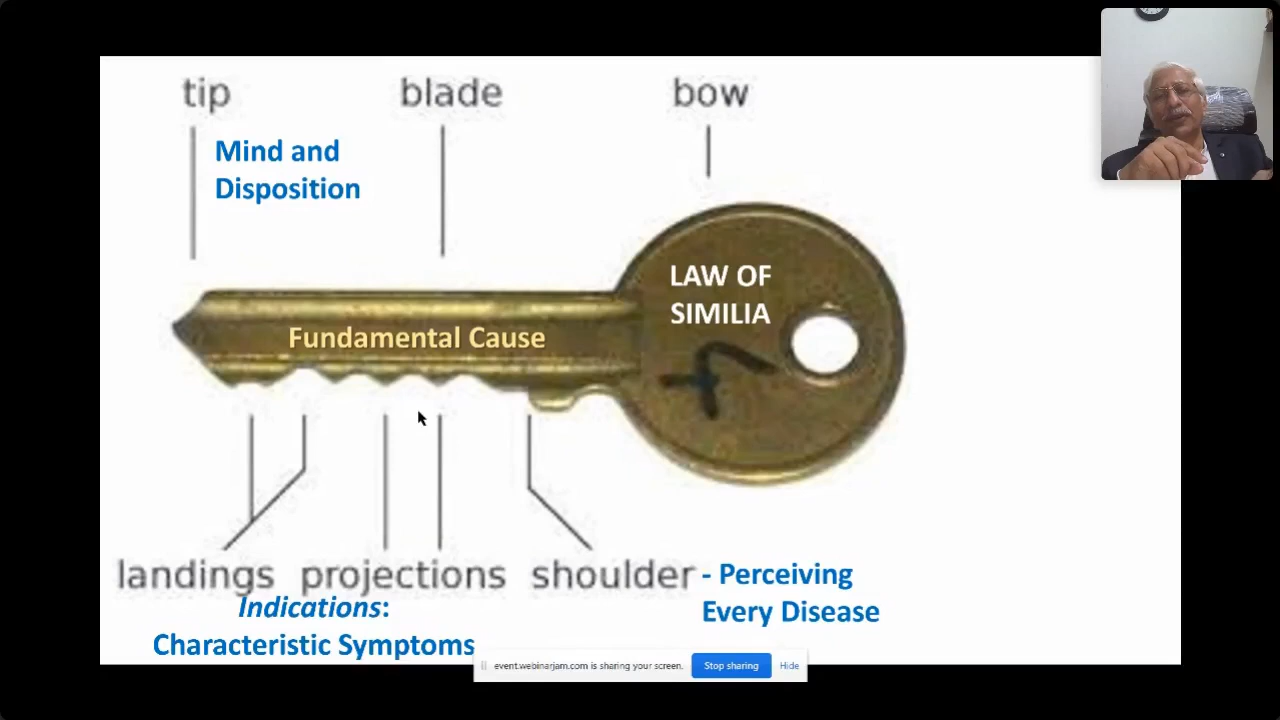 tip
blade
bow
Mind and
Disposition
LAW OF
SIMILIA
Fundamental Cause
landings
projections
shoulder
- Perceiving
Every Disease
Indications:
Characteristic Symptoms
event.webinarjam.com is sharing your screen.
Stop sharing
Hide